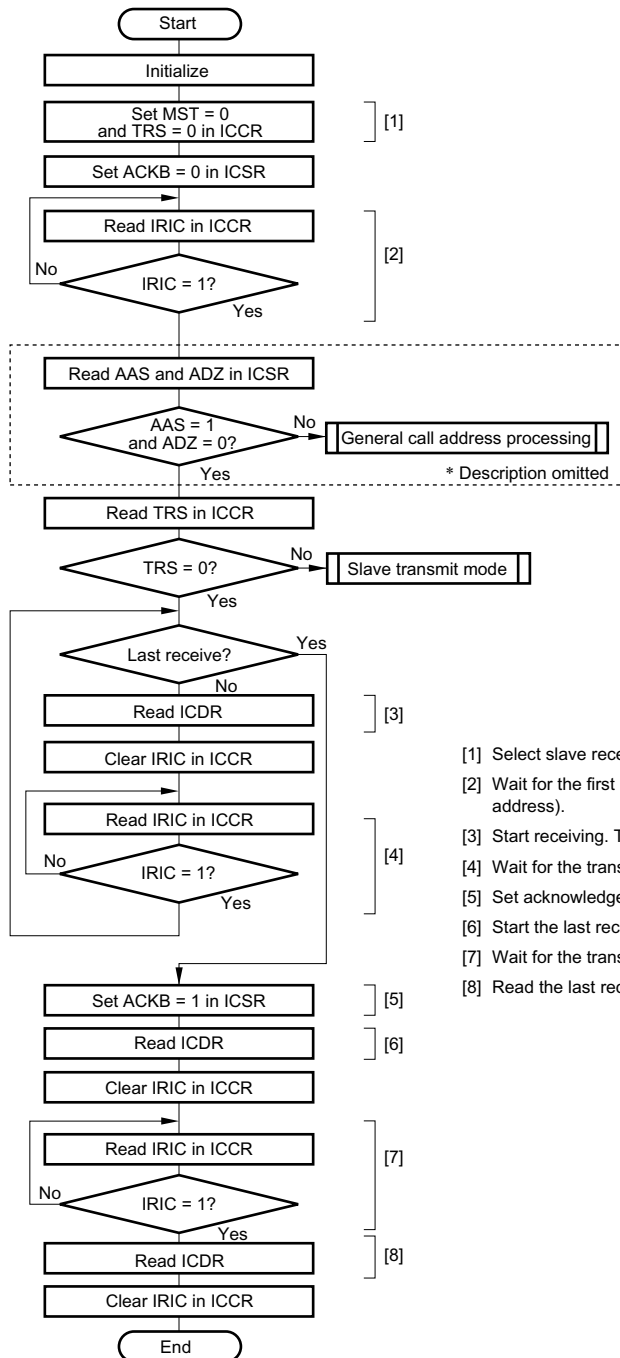 Start
Initialize
Set MST = 0
and TRS = 0 in ICCR
[1]
Set ACKB = 0 in ICSR
Read IRIC in ICCR
[2]
No
IRIC = 1?
Yes
Read AAS and ADZ in ICSR
AAS = 1
and ADZ = 0?
No
General call address processing
Yes
* Description omitted
Read TRS in ICCR
TRS = 0?
No
Slave transmit mode
Yes
Last receive?
Yes
No
Read ICDR
[3]
Clear IRIC in ICCR
Read IRIC in ICCR
[4]
No
IRIC = 1?
Yes
[1] Select slave rece
[2] Wait for the first
address).
[3] Start receiving. T
[4] Wait for the trans
[5] Set acknowledge
[6] Start the last rec
[7] Wait for the trans
[8] Read the last rec
Set ACKB = 1 in ICSR
[5]
Read ICDR
[6]
Clear IRIC in ICCR
Read IRIC in ICCR
[7]
No
IRIC = 1?
Yes
Read ICDR
[8]
Clear IRIC in ICCR
End